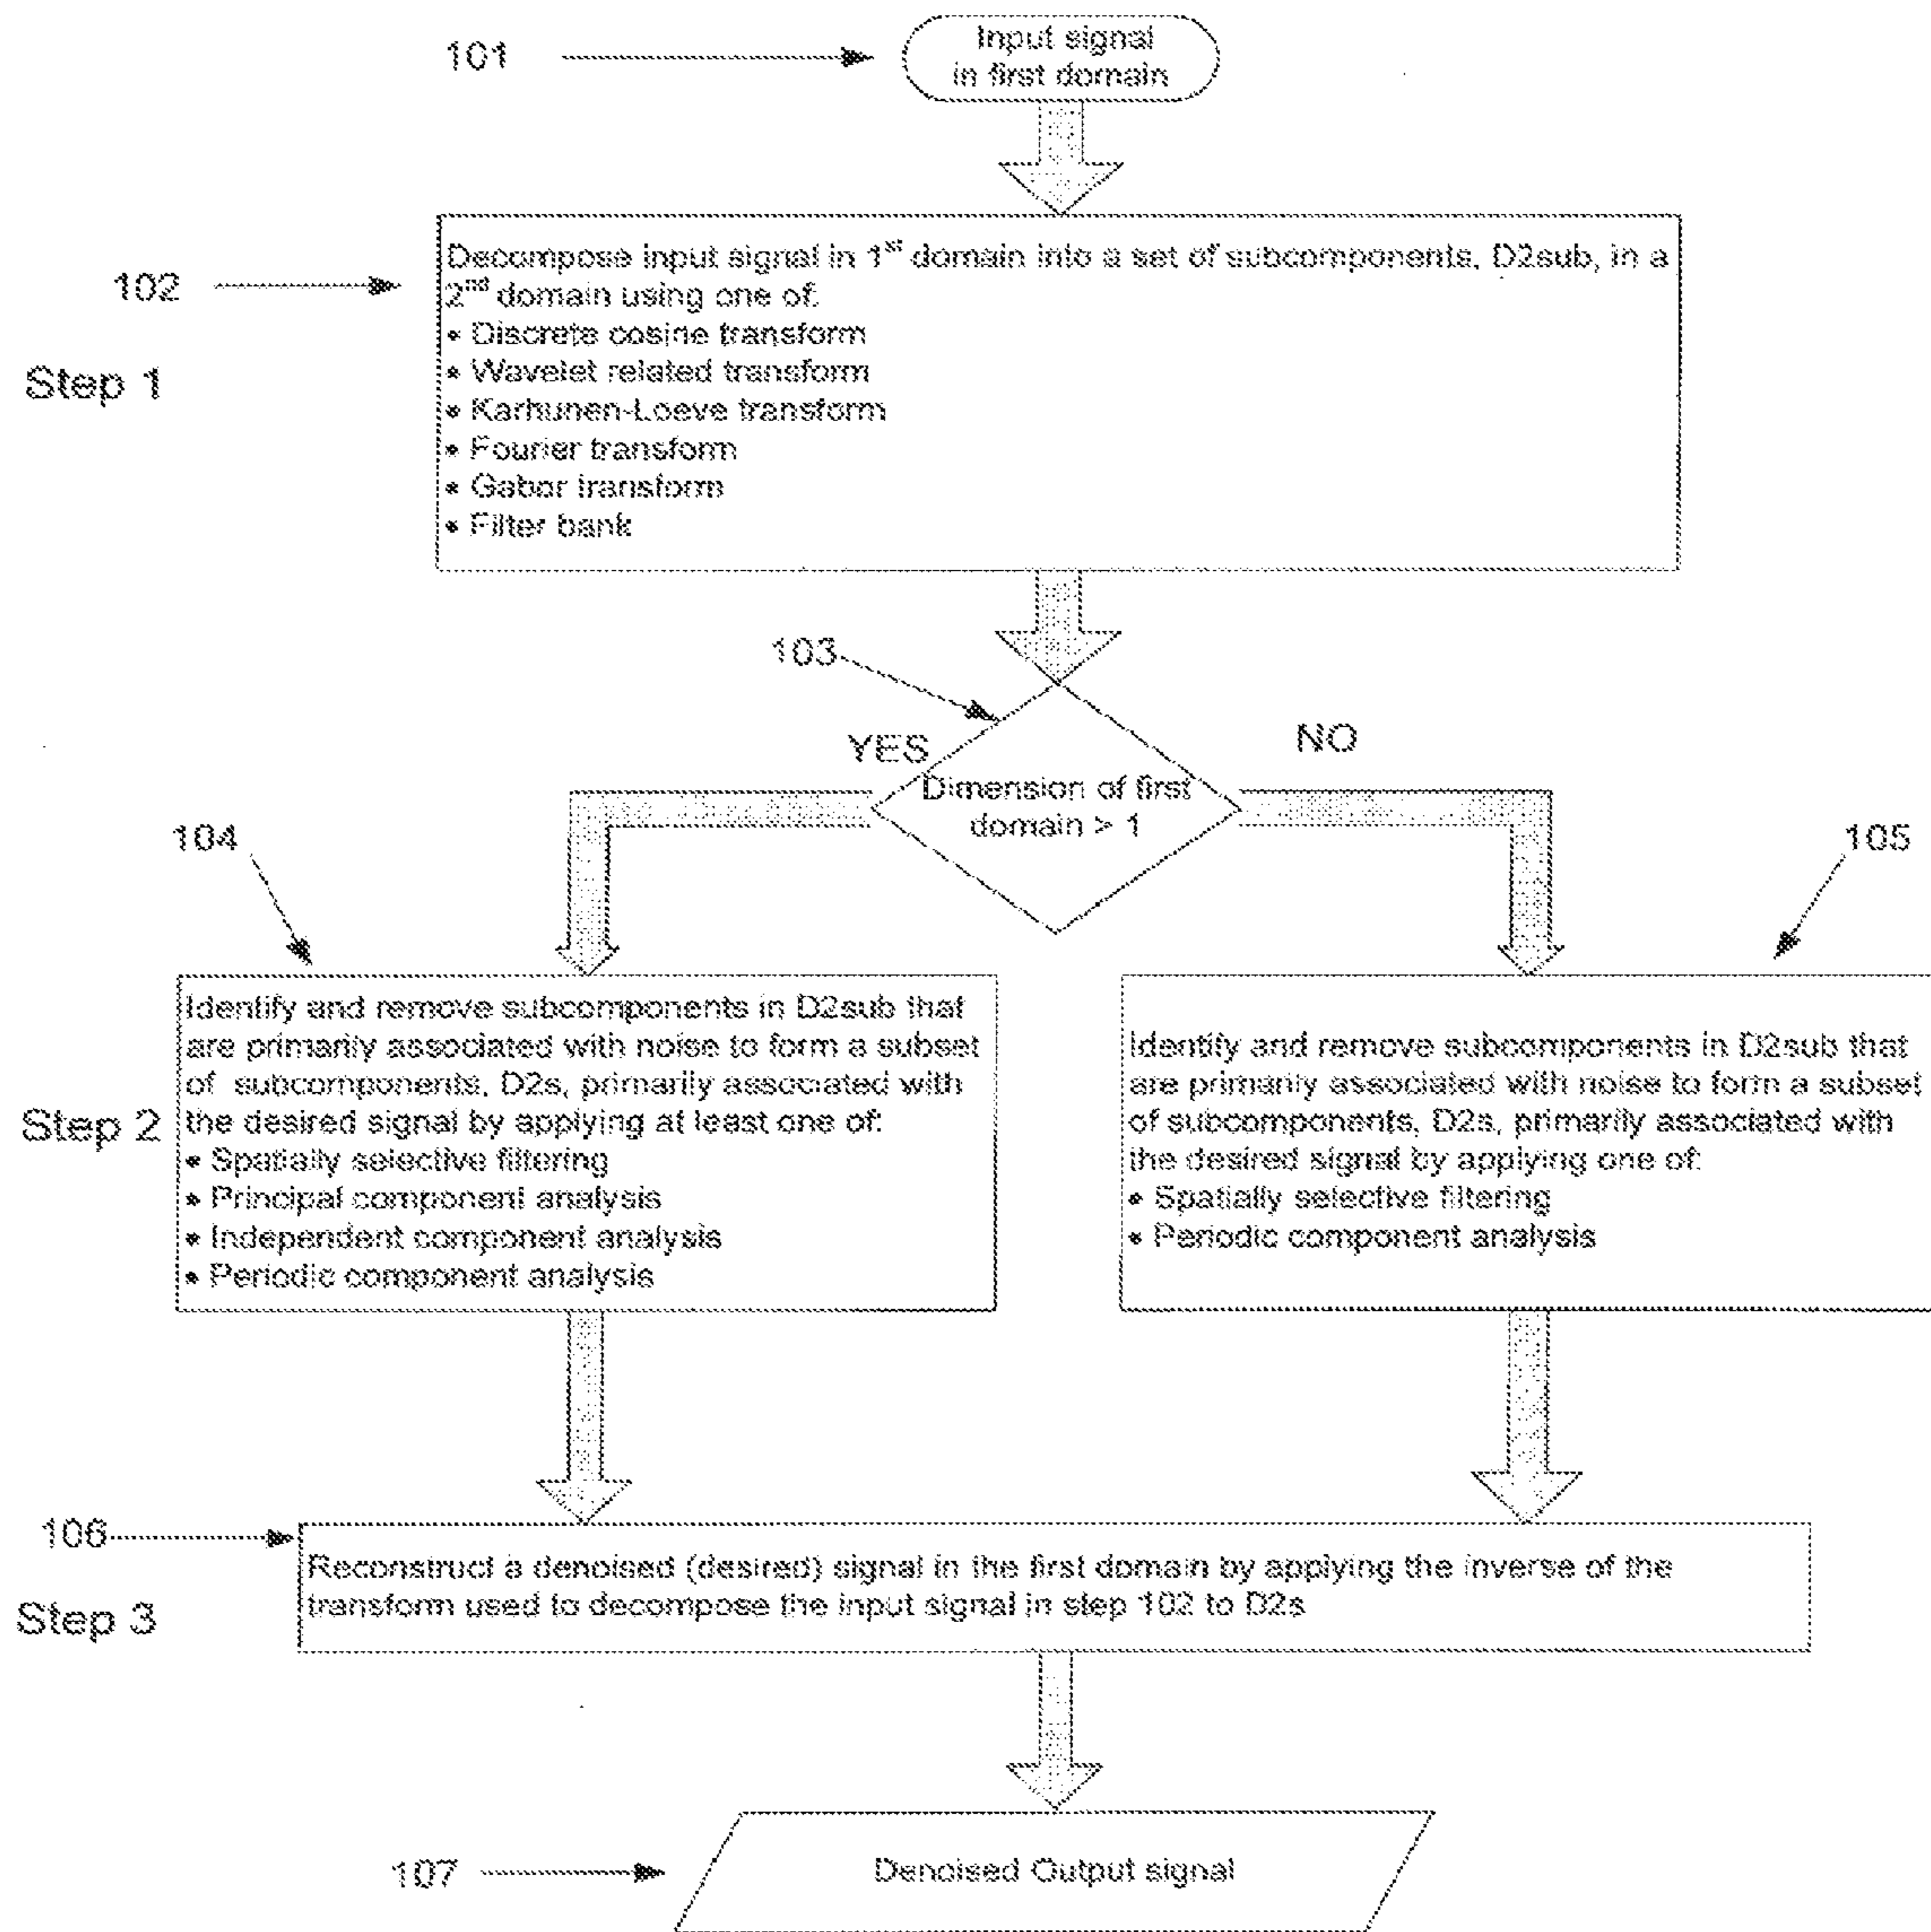 101
Input signal
in first domain
102
Step 1
Decompose input signal in 1st domain into a set of subcomponents, D2sub, in a
2nd domain using one of:
• Discrete cosine transform
• Wavelet related transform
• Karhunen-Loeve transform
• Fourier transform
• Gabor transform
• Filter bank
103
YES
NO
Dimension of first
domain > 1
104
105
Step 2
Identify and remove subcomponents in D2sub that
are primarily associated with noise to form a subset
of subcomponents, D2s, primarily associated with
the desired signal by applying at least one of:
• Spatially selective filtering
• Principal component analysis
• Independent component analysis
• Periodic component analysis
Identify and remove subcomponents in D2sub that
are primarily associated with noise to form a subset
of subcomponents, D2s, primarily associated with
the desired signal by applying one of:
• Spatially selective filtering
• Periodic component analysis
106
Step 3
Reconstruct a denoised (desired) signal in the first domain by applying the inverse of the
transform used to decompose the input signal in step 102 to D2s
107
Denoised Output signal